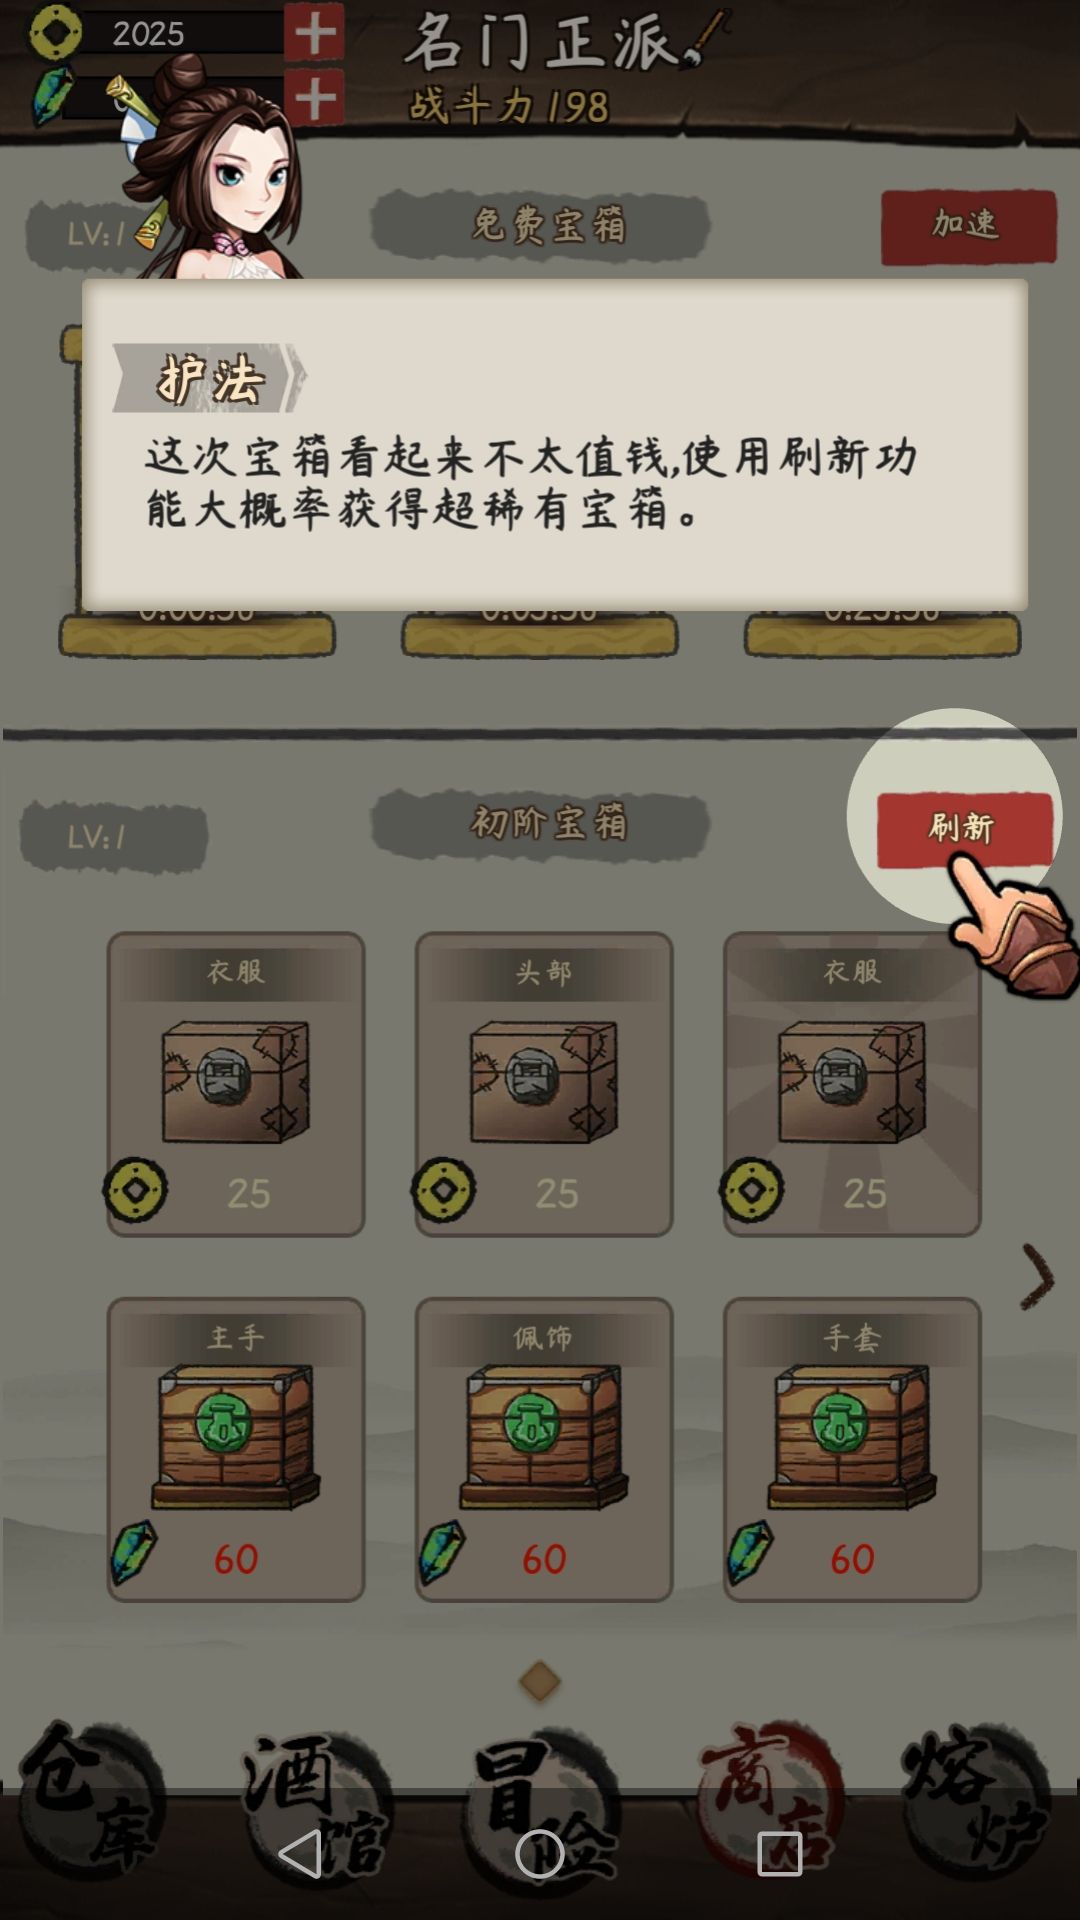 2025
名门正派
战斗力198
LV:1
免费宝箱
加速
护法
这次宝箱看起来不太值钱,使用刷新功
能大概率获得超稀有宝箱。
LV:1
初阶宝箱
刷新
衣服
头部
衣服
25
25
25
主手
佩饰
手套
60
60
60
仓库
酒馆
冒险
商店
熔炉